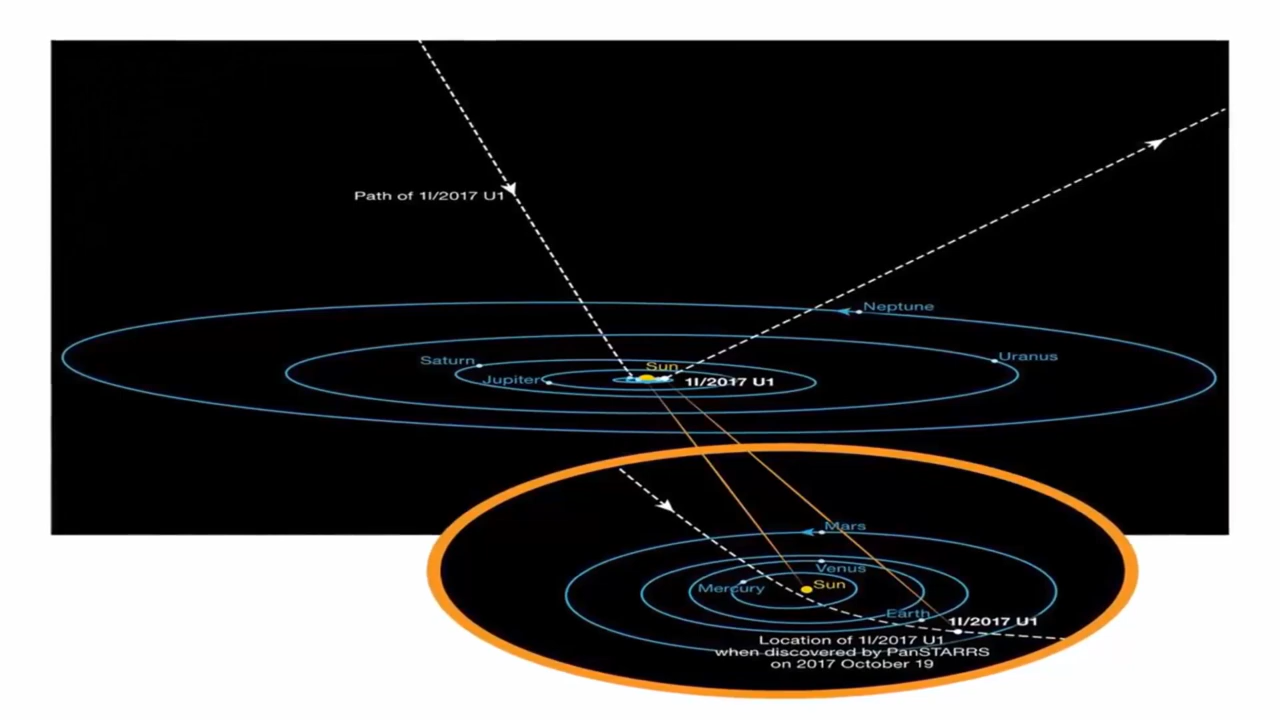 Path of 1I/2017 U1
Neptune
Uranus
Saturn
Sun
Jupiter
1I/2017 U1
Mars
Venus
Mercury
Sun
Earth
1I/2017 U1
Location of 1I/2017 U1
when discovered by PanSTARRS
on 2017 October 19